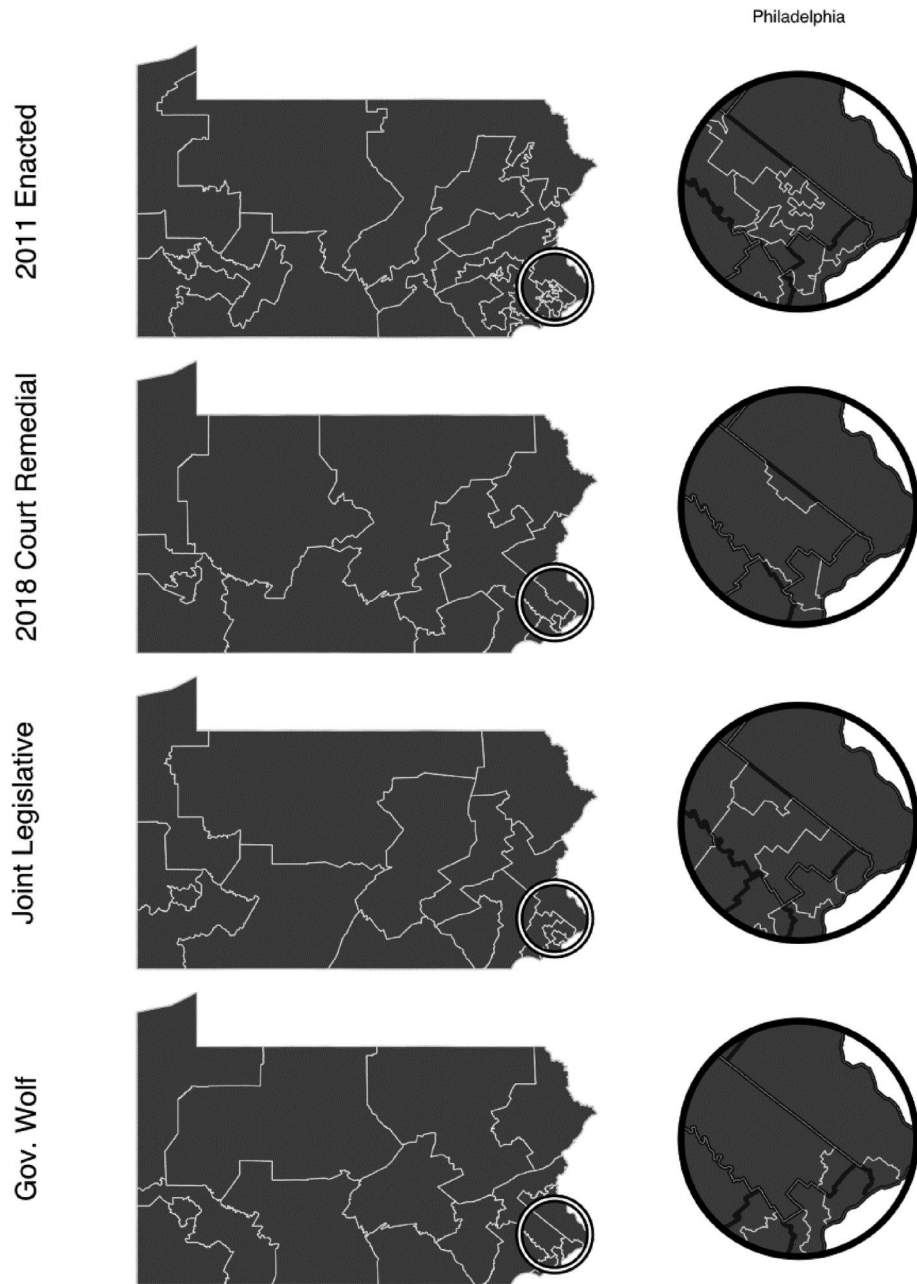 Philadelphia
2011 Enacted
2018 Court Remedial
Joint Legislative
Gov. Wolf